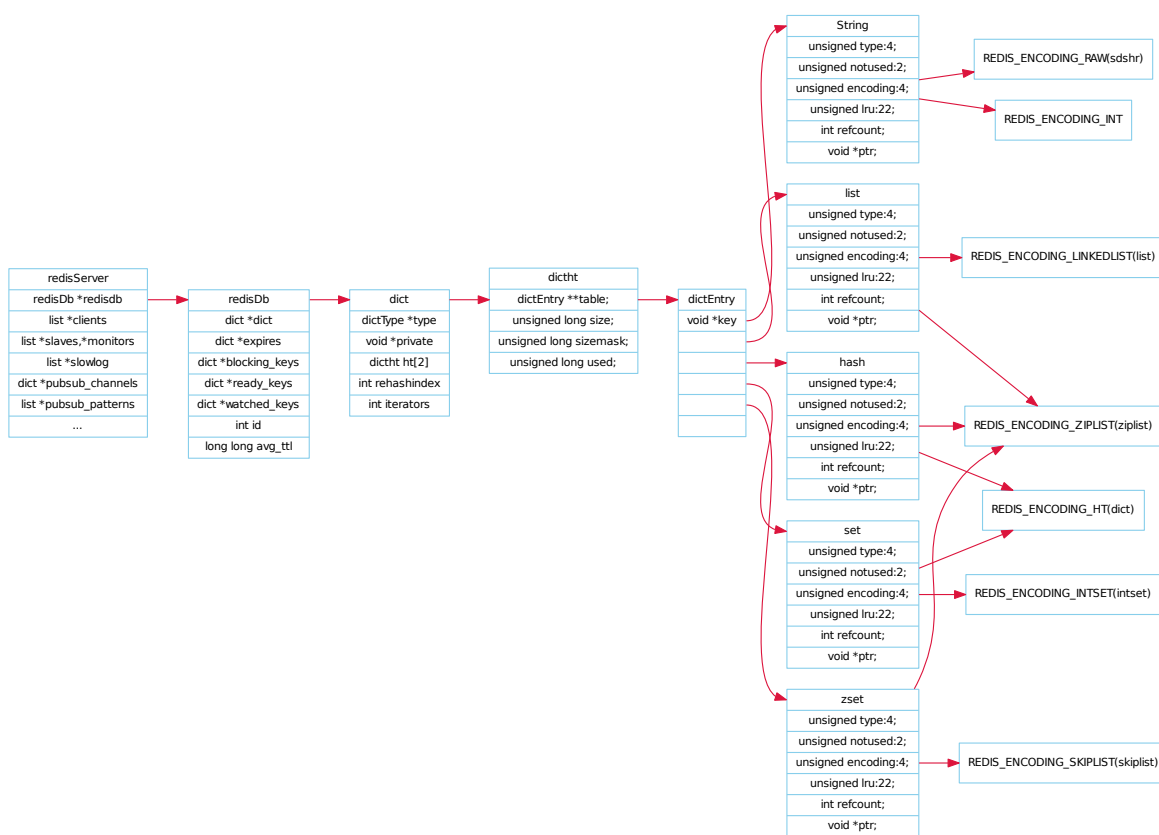 redisServer
redisDb *redisdb
list *clients
list *slaves,*monitors
list *slowlog
dict *pubsub_channels
list *pubsub_patterns
...
redisDb
dict *dict
dict *expires
dict *blocking_keys
dict *ready_keys
dict *watched_keys
int id
long long avg_ttl
dict
dictType *type
void *private
dictht ht[2]
int rehashindex
int iterators
dictht
dictEntry **table;
unsigned long size;
unsigned long sizemask;
unsigned long used;
dictEntry
void *key
String
unsigned type:4;
unsigned notused:2;
unsigned encoding:4;
unsigned lru:22;
int refcount;
void *ptr;
list
unsigned type:4;
unsigned notused:2;
unsigned encoding:4;
unsigned lru:22;
int refcount;
void *ptr;
hash
unsigned type:4;
unsigned notused:2;
unsigned encoding:4;
unsigned lru:22;
int refcount;
void *ptr;
set
unsigned type:4;
unsigned notused:2;
unsigned encoding:4;
unsigned lru:22;
int refcount;
void *ptr;
zset
unsigned type:4;
unsigned notused:2;
unsigned encoding:4;
unsigned lru:22;
int refcount;
void *ptr;
REDIS_ENCODING_RAW(sdshr)
REDIS_ENCODING_INT
REDIS_ENCODING_LINKEDLIST(list)
REDIS_ENCODING_ZIPLIST(ziplist)
REDIS_ENCODING_HT(dict)
REDIS_ENCODING_INTSET(intset)
REDIS_ENCODING_SKIPLIST(skiplist)